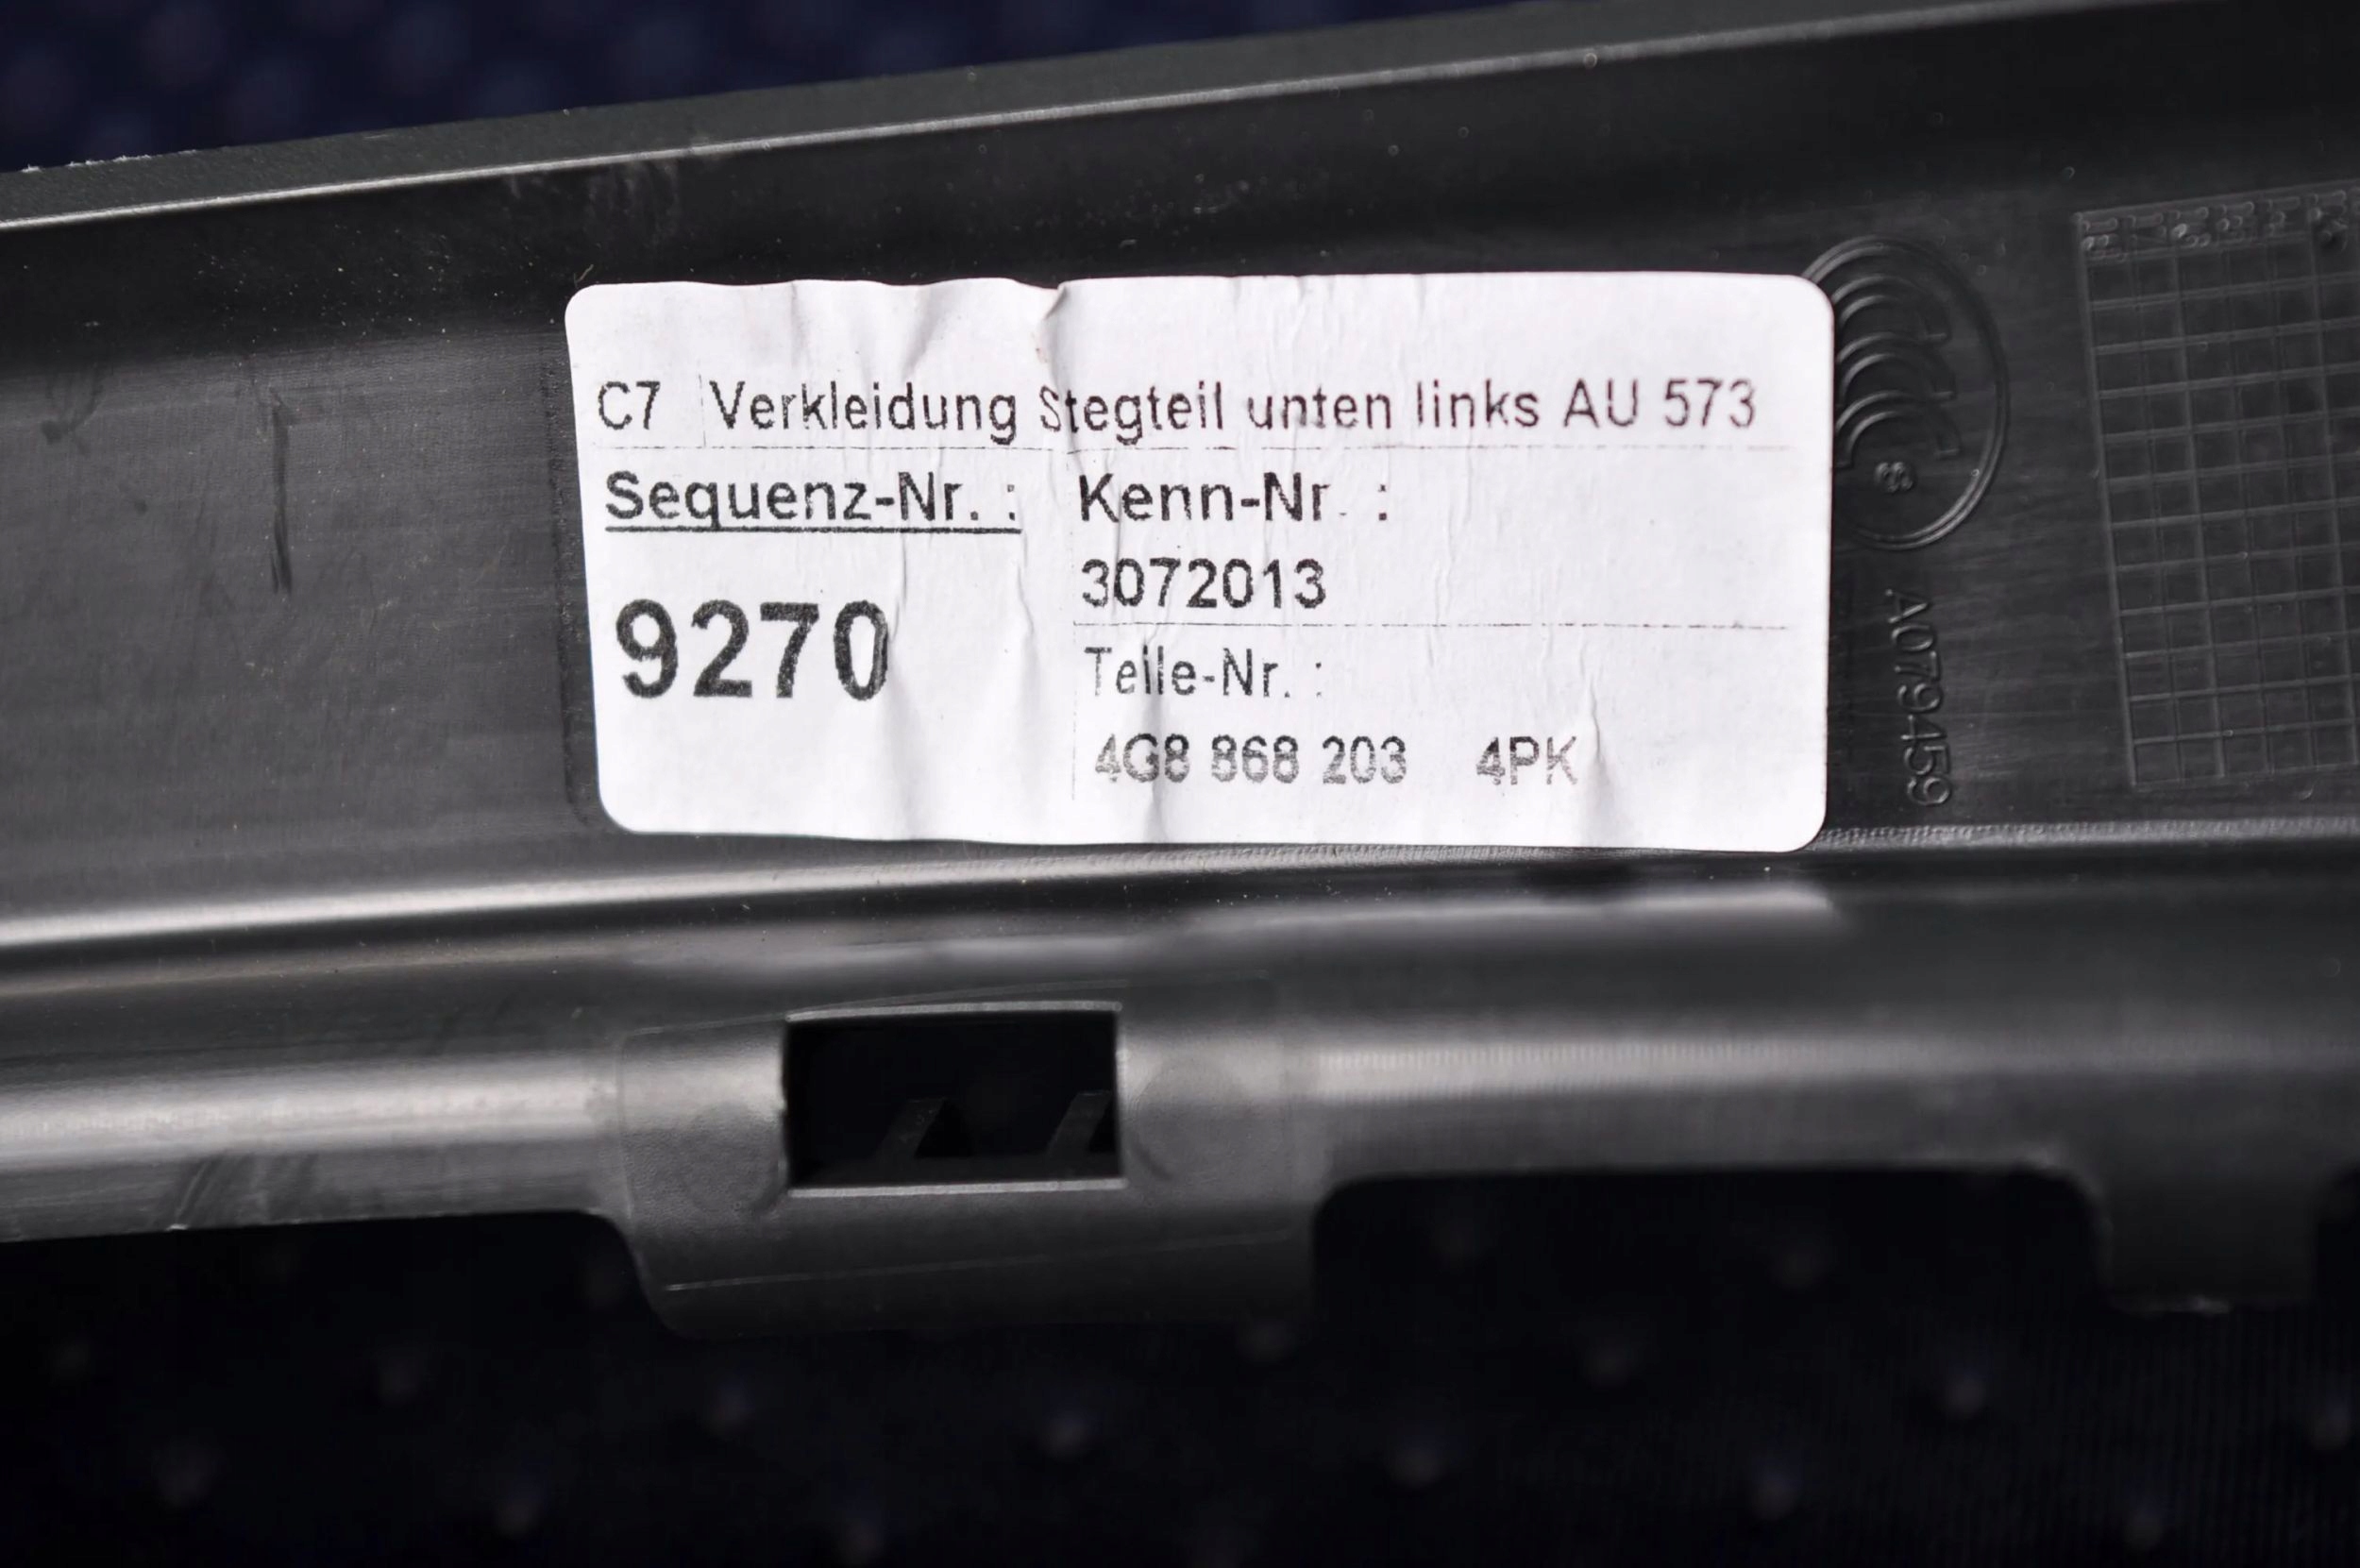 C7 Verkleidung Stegteil unten links AU 573
Sequenz-Nr. :
9270
Kenn-Nr. :
3072013
Teile-Nr. :
4G8 868 203 4PK
A079459